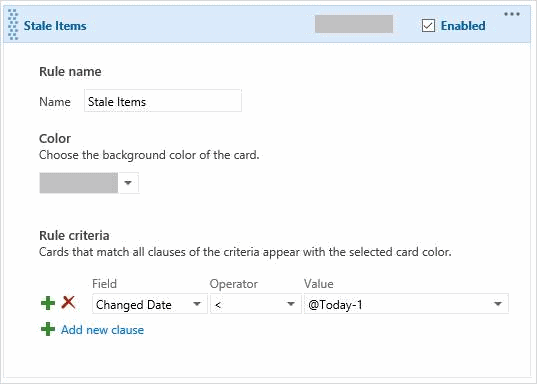 Stale Items Enabled
Rule name
Name Stale Items
Color
Choose the background color of the card.
Rule criteria
Cards that match all clauses of the criteria appear with the selected card color.
Field Operator Value
Changed Date < @Today-1
Add new clause